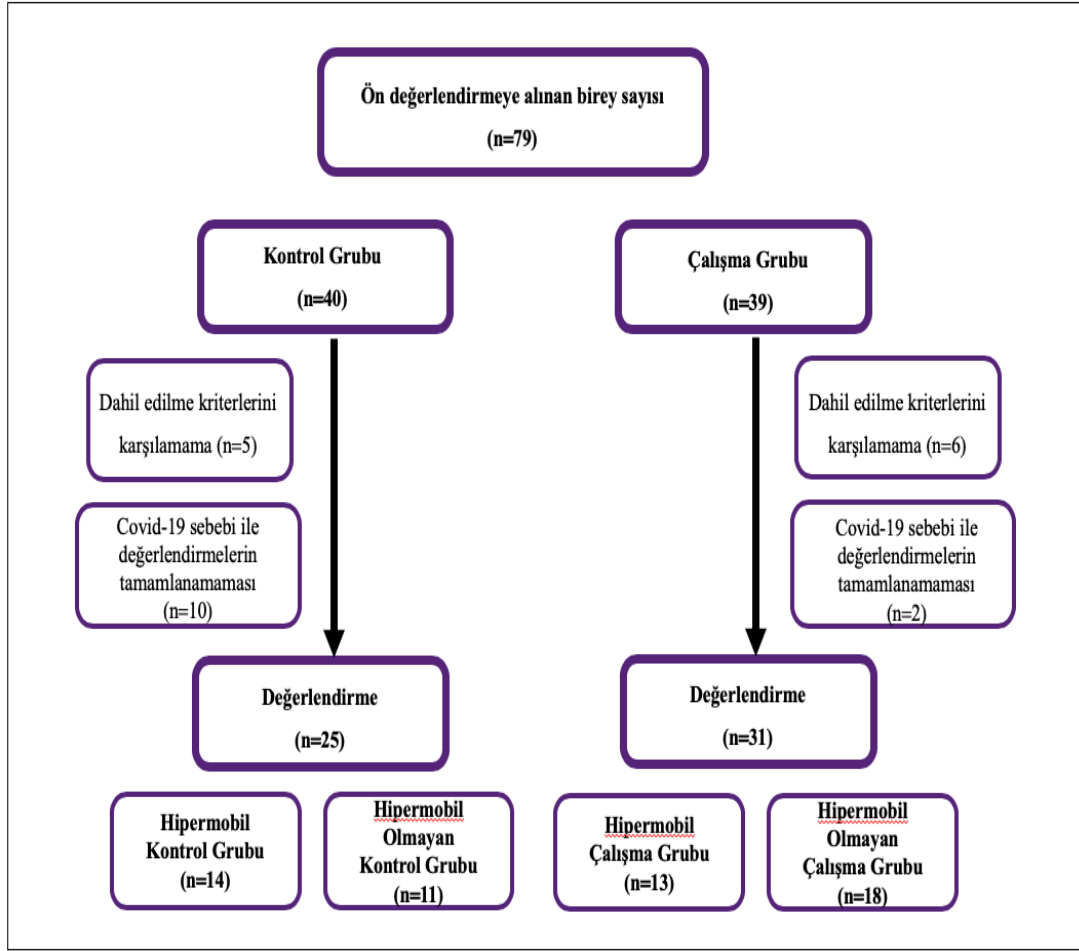 Ön değerlendirmeye alınan birey sayısı
(n=79)
Kontrol Grubu
(n=40)
Çalışma Grubu
(n=39)
Dahil edilme kriterlerini
karşılamama (n=5)
Dahil edilme kriterlerini
karşılamama (n=6)
Covid-19 sebebi ile
değerlendirmelerin
tamamlanamaması
(n=10)
Covid-19 sebebi ile
değerlendirmelerin
tamamlanamaması
(n=2)
Değerlendirme
(n=25)
Değerlendirme
(n=31)
Hipermobil
Kontrol Grubu
(n=14)
Hipermobil
Olmayan
Kontrol Grubu
(n=11)
Hipermobil
Çalışma Grubu
(n=13)
Hipermobil
Olmayan
Çalışma Grubu
(n=18)